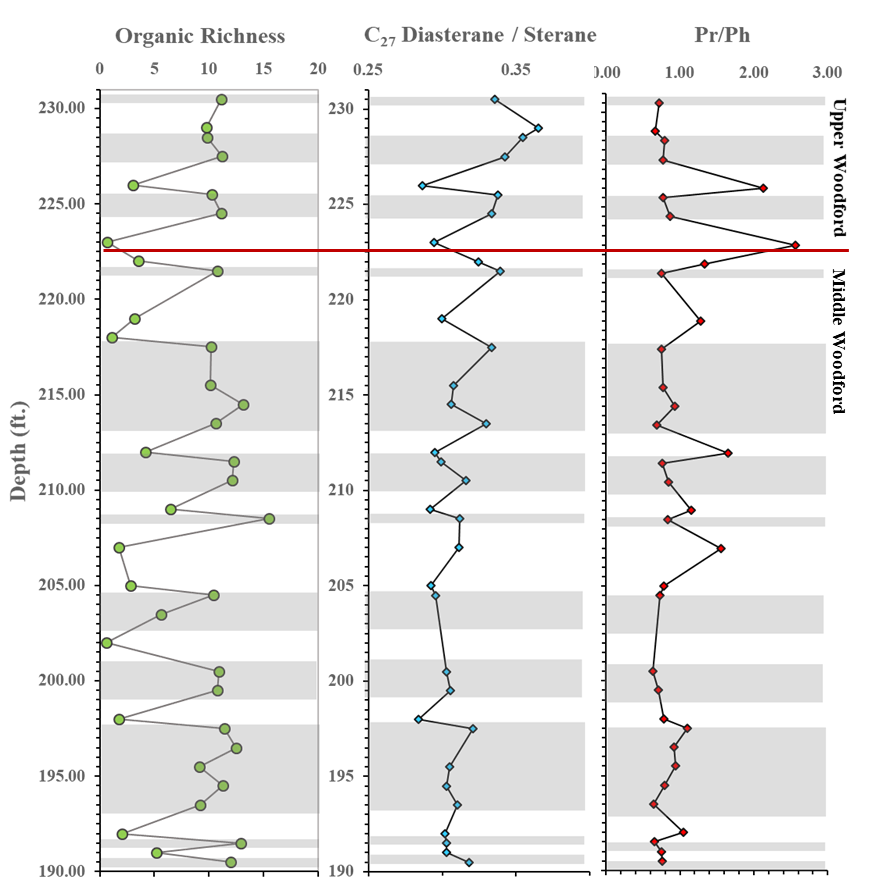 Organic Richness
C27 Diasterane / Sterane
Pr/Ph
0 5 10 15 20
0.25 0.35
0.00 1.00 2.00 3.00
230.00 230
225.00 225
220.00 220
215.00 215
210.00 210
205.00 205
200.00 200
195.00 195
190.00 190
Depth (ft.)
Upper Woodford
Middle Woodford